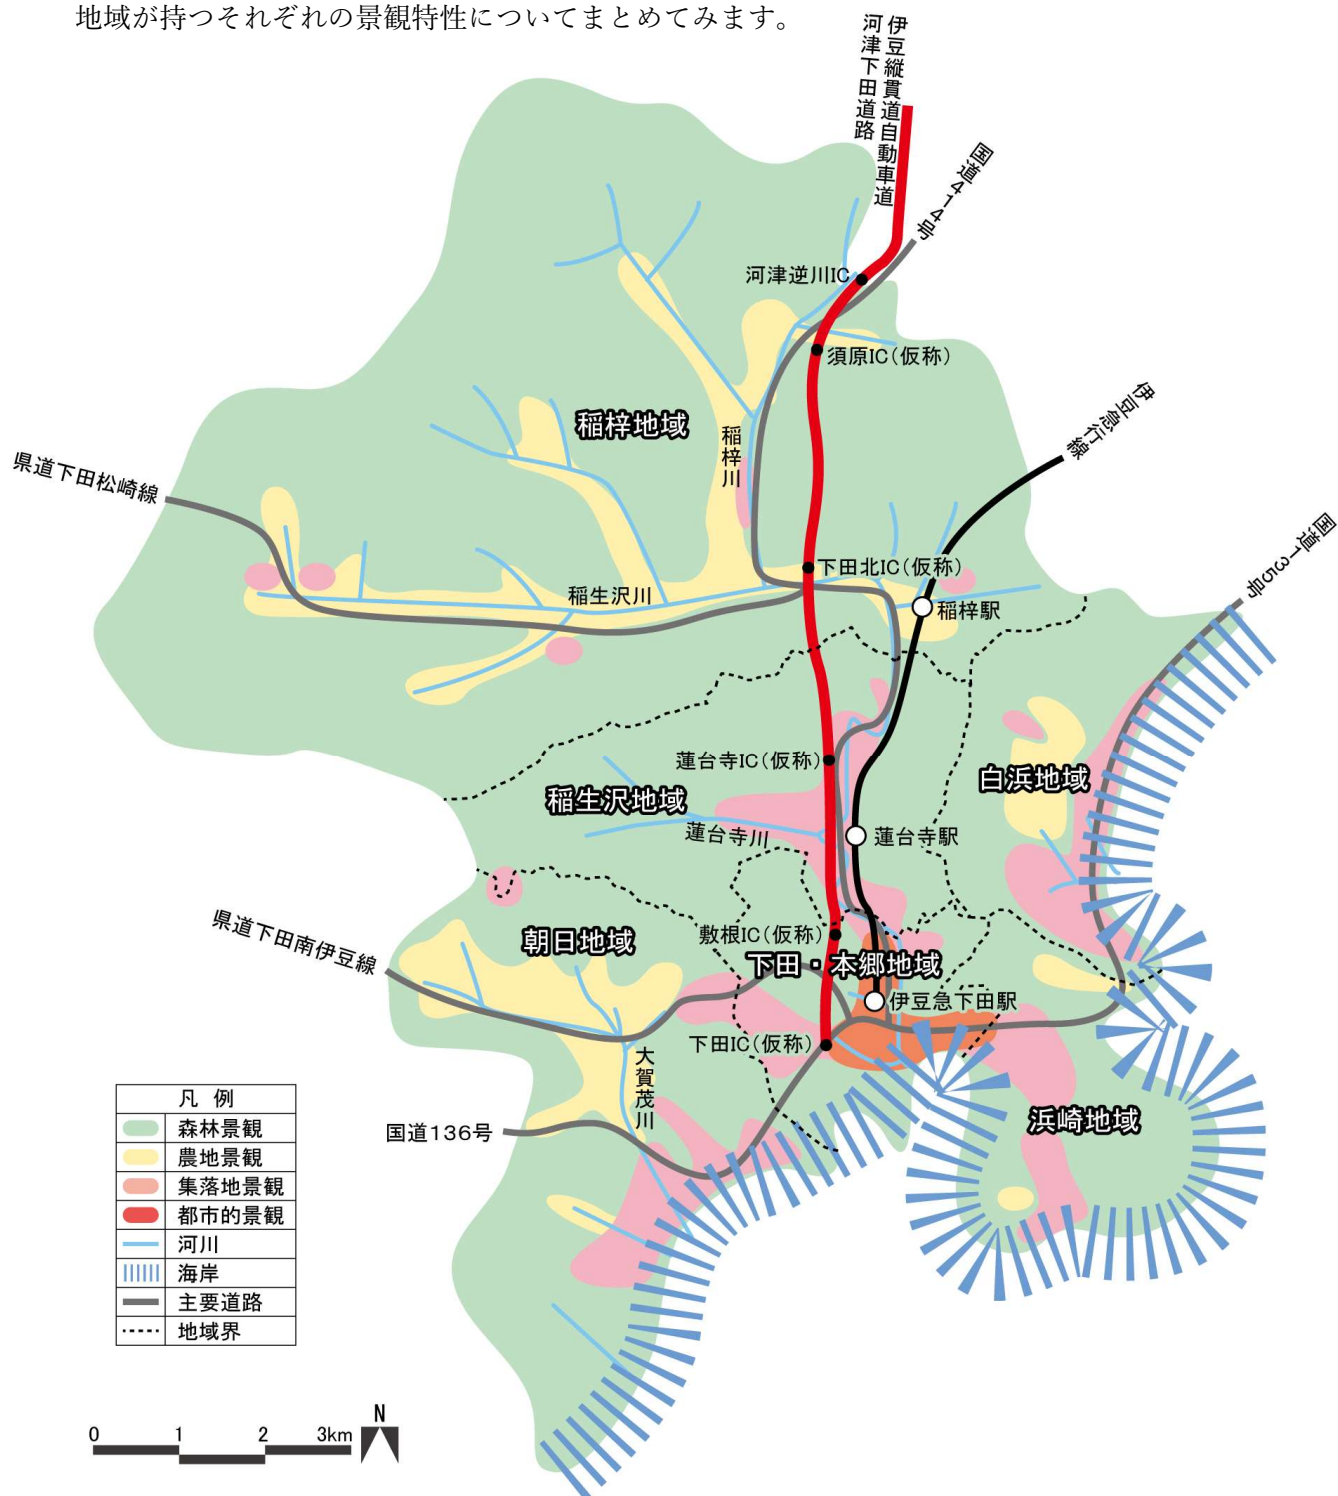 地域が持つそれぞれの景観特性についてまとめてみます。
伊豆縦貫道自動車道
河津下田道路
国道414号
河津逆川IC
須原IC（仮称）
伊豆急行線
稲梓地域
稲梓川
県道下田松崎線
国道135号
下田北IC（仮称）
稲生沢川
稲梓駅
蓮台寺IC（仮称）
白浜地域
稲生沢地域
蓮台寺川
蓮台寺駅
県道下田南伊豆線
朝日地域
敷根IC（仮称）
下田・本郷地域
伊豆急下田駅
下田IC（仮称）
大賀茂川
国道136号
浜崎地域
凡 例
森林景観
農地景観
集落地景観
都市的景観
河川
海岸
主要道路
地域界
N
0 1 2 3km